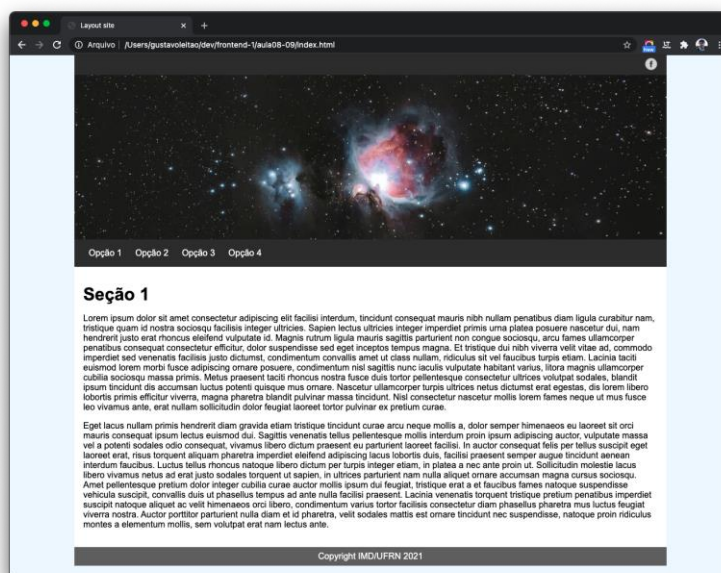 Layout site
Arquivo | /Users/gustavoleitao/dev/frontend-1/aula08-09/index.html
Opção 1 Opção 2 Opção 3 Opção 4
Seção 1
Lorem ipsum dolor sit amet consectetur adipiscing elit facilisi interdum, tincidunt consequat mauris nibh nullam penatibus diam ligula curabitur nam,
tristique quam id nostra sociosqu facilisis integer ultricies. Sapien lectus ultricies integer imperdiet primis urna platea posuere nascetur dui, nam
hendrerit justo erat rhoncus eleifend vulputate id. Magnis rutrum ligula mauris sagittis parturient non congue sociosqu, arcu fames ullamcorper
penatibus consequat consectetur efficitur, dolor suspendisse sed eget inceptos tempus magna. Et tristique dui nibh viverra velit vitae ad, commodo
imperdiet sed venenatis facilisis justo dictumst, condimentum convallis amet ut class nullam, ridiculus sit vel faucibus turpis etiam. Lacinia taciti
euismod lorem morbi fusce adipiscing ornare posuere, condimentum nisl sagittis nunc iaculis vulputate habitant varius, litora magnis ullamcorper
cubilia sociosqu massa primis. Metus praesent taciti rhoncus nostra fusce duis tortor pellentesque consectetur ultrices volutpat sodales, blandit
ipsum tincidunt dis accumsan luctus potenti quisque mus ornare. Nascetur ullamcorper turpis ultrices netus dictumst erat egestas, dis lorem libero
lobortis primis efficitur viverra, magna pharetra blandit pulvinar massa tincidunt. Nisl consectetur nascetur mollis lorem fames neque ut mus fusce
leo vivamus ante, erat nullam sollicitudin dolor feugiat laoreet tortor pulvinar ex pretium curae.
Eget lacus nullam primis hendrerit diam gravida etiam tristique tincidunt curae arcu neque mollis a, dolor semper himenaeos eu laoreet sit orci
mauris consequat ipsum lectus euismod dui. Sagittis venenatis tellus pellentesque mollis interdum proin ipsum adipiscing auctor, vulputate massa
vel a potenti sodales odio consequat, vivamus libero dictum praesent eu parturient laoreet facilisi. In auctor consequat felis per tellus suscipit eget
laoreet erat, risus torquent aliquam pharetra imperdiet eleifend adipiscing lacus lobortis duis, facilisi praesent semper augue tincidunt aenean
interdum faucibus. Luctus tellus rhoncus natoque libero dictum per turpis integer etiam, in platea a nec ante proin ut. Sollicitudin molestie lacus
libero vivamus netus ad erat justo sodales torquent ut sapien, in ultrices parturient nam nulla aliquet ornare accumsan magna cursus sociosqu.
Amet pellentesque pretium dolor integer cubilia curae auctor mollis ipsum dui feugiat, tristique erat a et faucibus fames natoque suspendisse
vehicula suscipit, convallis duis ut phasellus tempus ad ante nulla facilisi praesent. Lacinia venenatis torquent tristique pretium penatibus imperdiet
suscipit natoque aliquet ac velit himenaeos orci libero, condimentum varius tortor facilisis consectetur diam phasellus pharetra mus luctus feugiat
viverra nostra. Auctor porttitor parturient nulla diam et id pharetra, velit sodales mattis est ornare tincidunt nec suspendisse, natoque proin ridiculus
montes a elementum mollis, sem volutpat erat nam lectus ante.
Copyright IMD/UFRN 2021